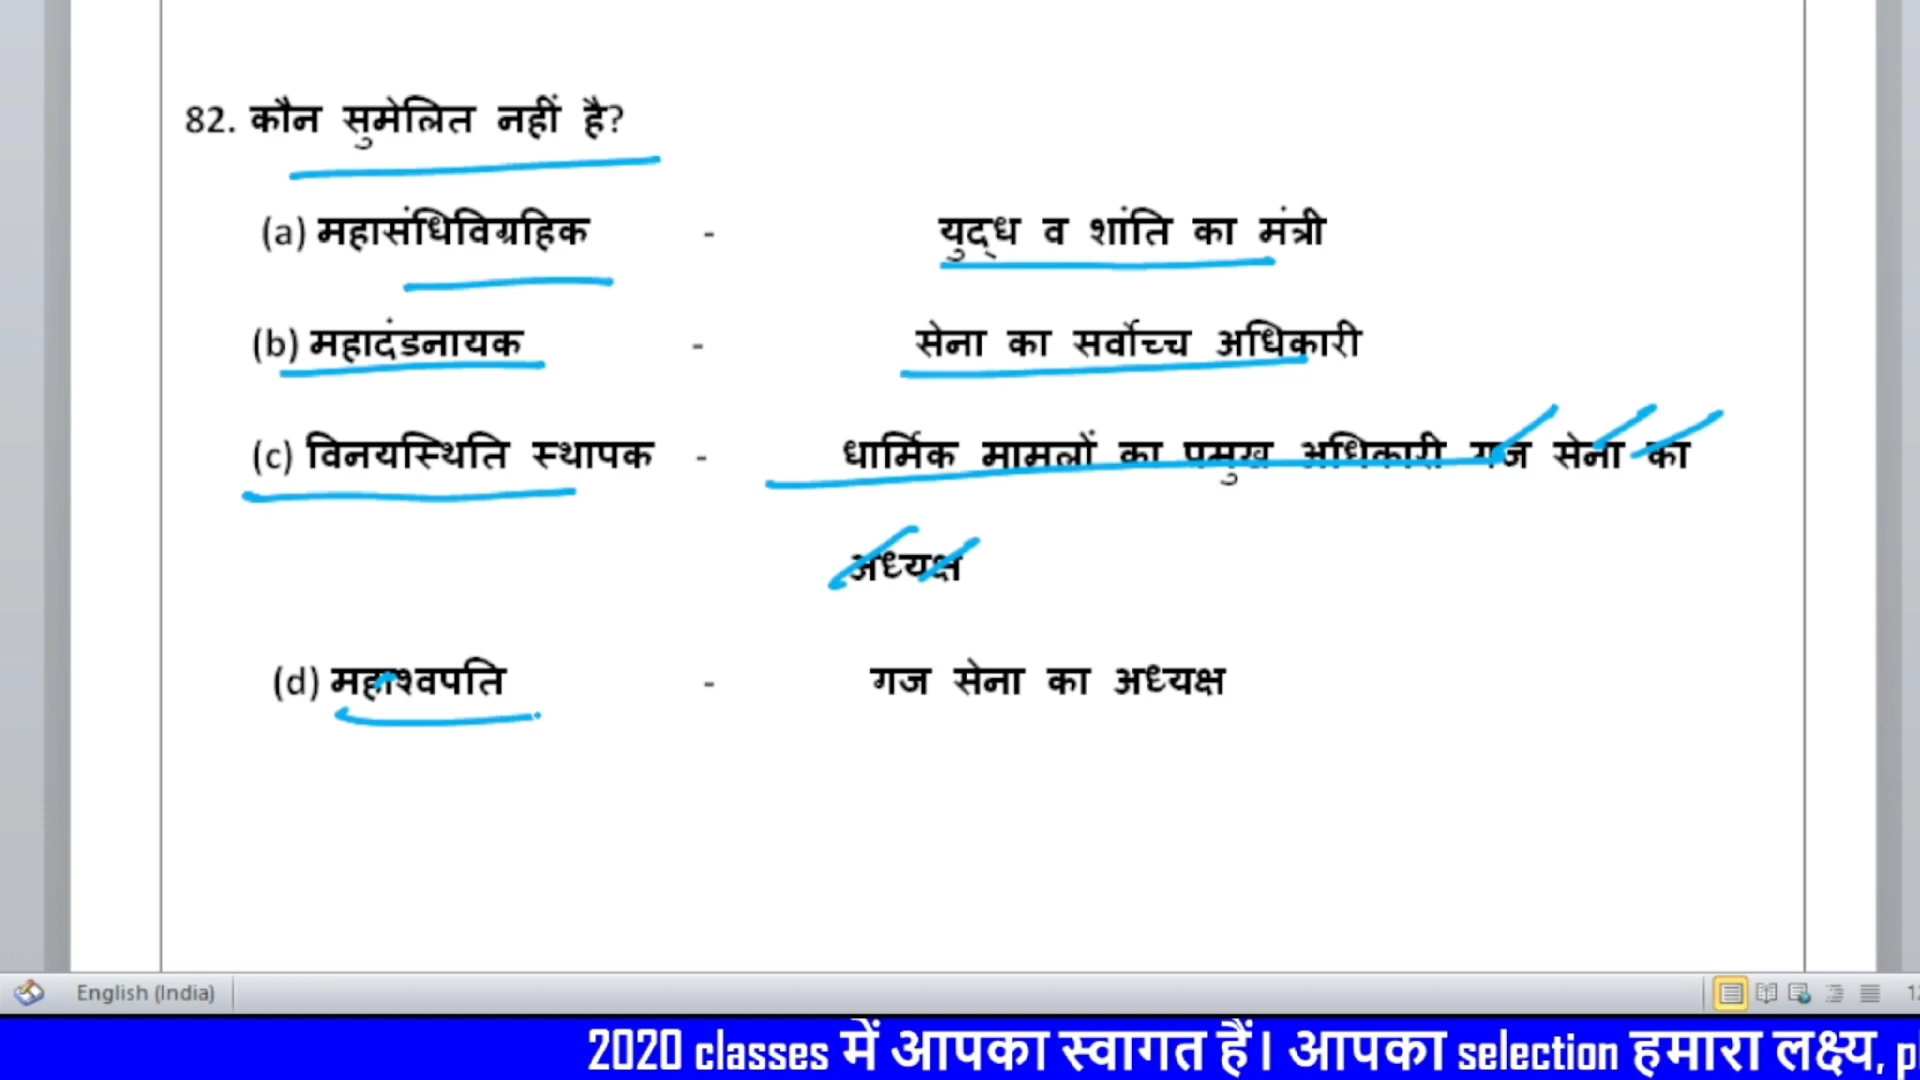 82. कौन सुमेलित नहीं है?
(a) महासंधिविग्रहिक - युद्ध व शांति का मंत्री
(b) महादंडनायक - सेना का सर्वोच्च अधिकारी
(c) विनयस्थिति स्थापक - धार्मिक मामलों का प्रमुख अधिकारी गज सेना का
अध्यक्ष
(d) महाश्वपति - गज सेना का अध्यक्ष
English (India)
2020 classes में आपका स्वागत हैं। आपका selection हमारा लक्ष्य,